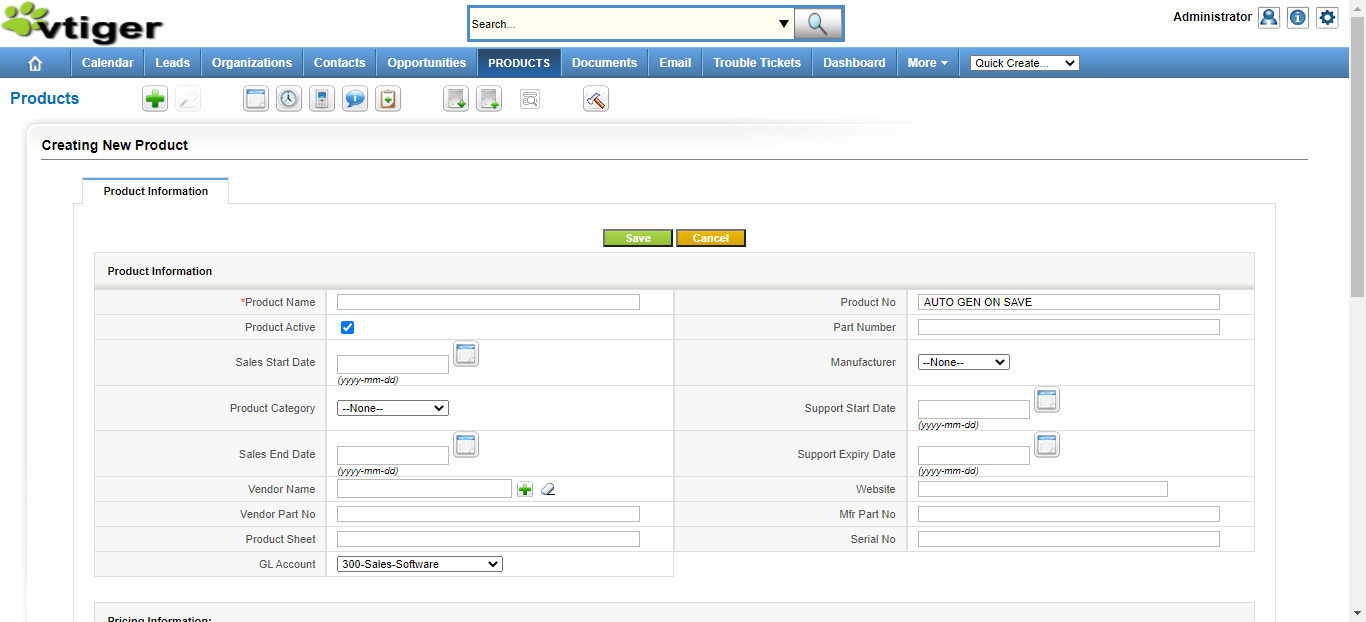 vtiger
Search...
Administrator
Calendar Leads Organizations Contacts Opportunities PRODUCTS Documents Email Trouble Tickets Dashboard More Quick Create...
Products
Creating New Product
Product Information
Save Cancel
Product Information
*Product Name Product No AUTO GEN ON SAVE
Product Active Part Number
Sales Start Date (yyyy-mm-dd) Manufacturer --None--
Product Category --None-- Support Start Date (yyyy-mm-dd)
Sales End Date (yyyy-mm-dd) Support Expiry Date (yyyy-mm-dd)
Vendor Name Website
Vendor Part No Mfr Part No
Product Sheet Serial No
GL Account 300-Sales-Software
Pricing Information: